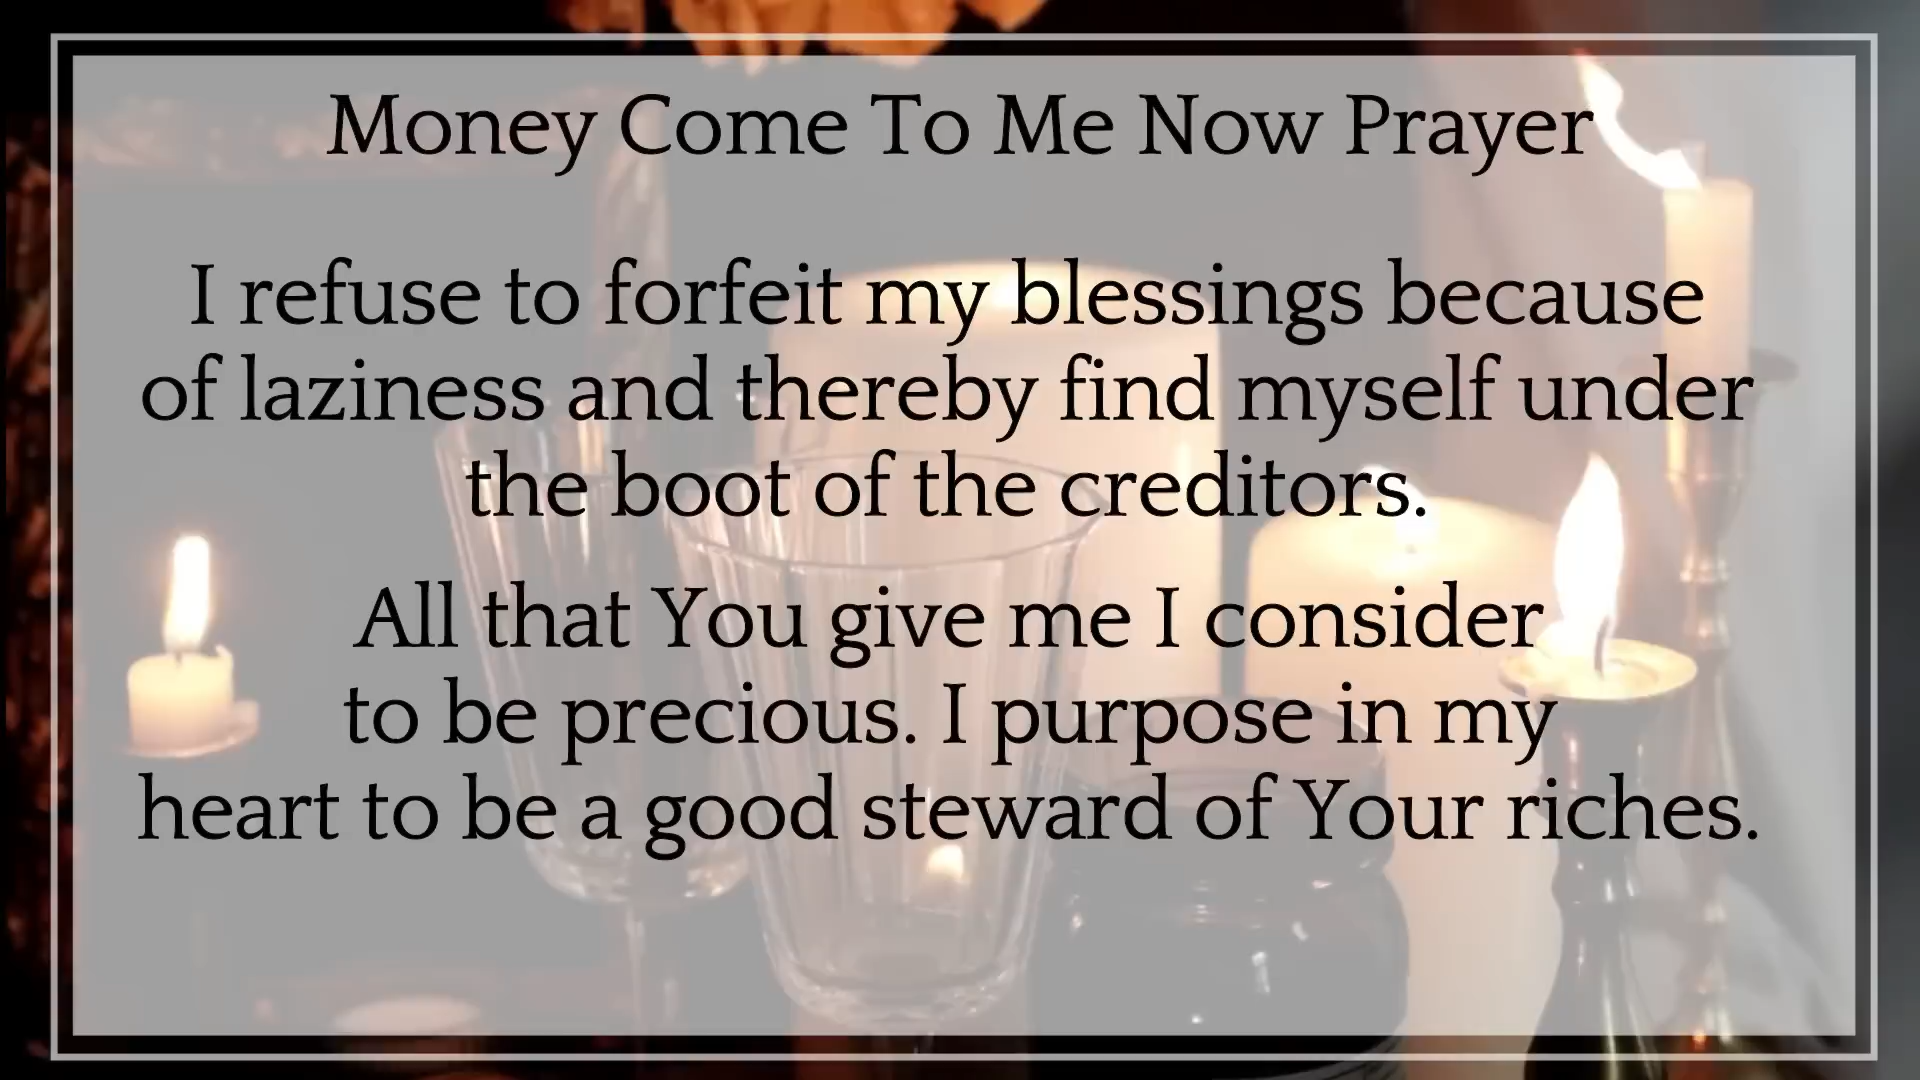 Money Come To Me Now Prayer
I refuse to forfeit my blessings because
of laziness and thereby find myself under
the boot of the creditors.
All that You give me I consider
to be precious. I purpose in my
heart to be a good steward of Your riches.